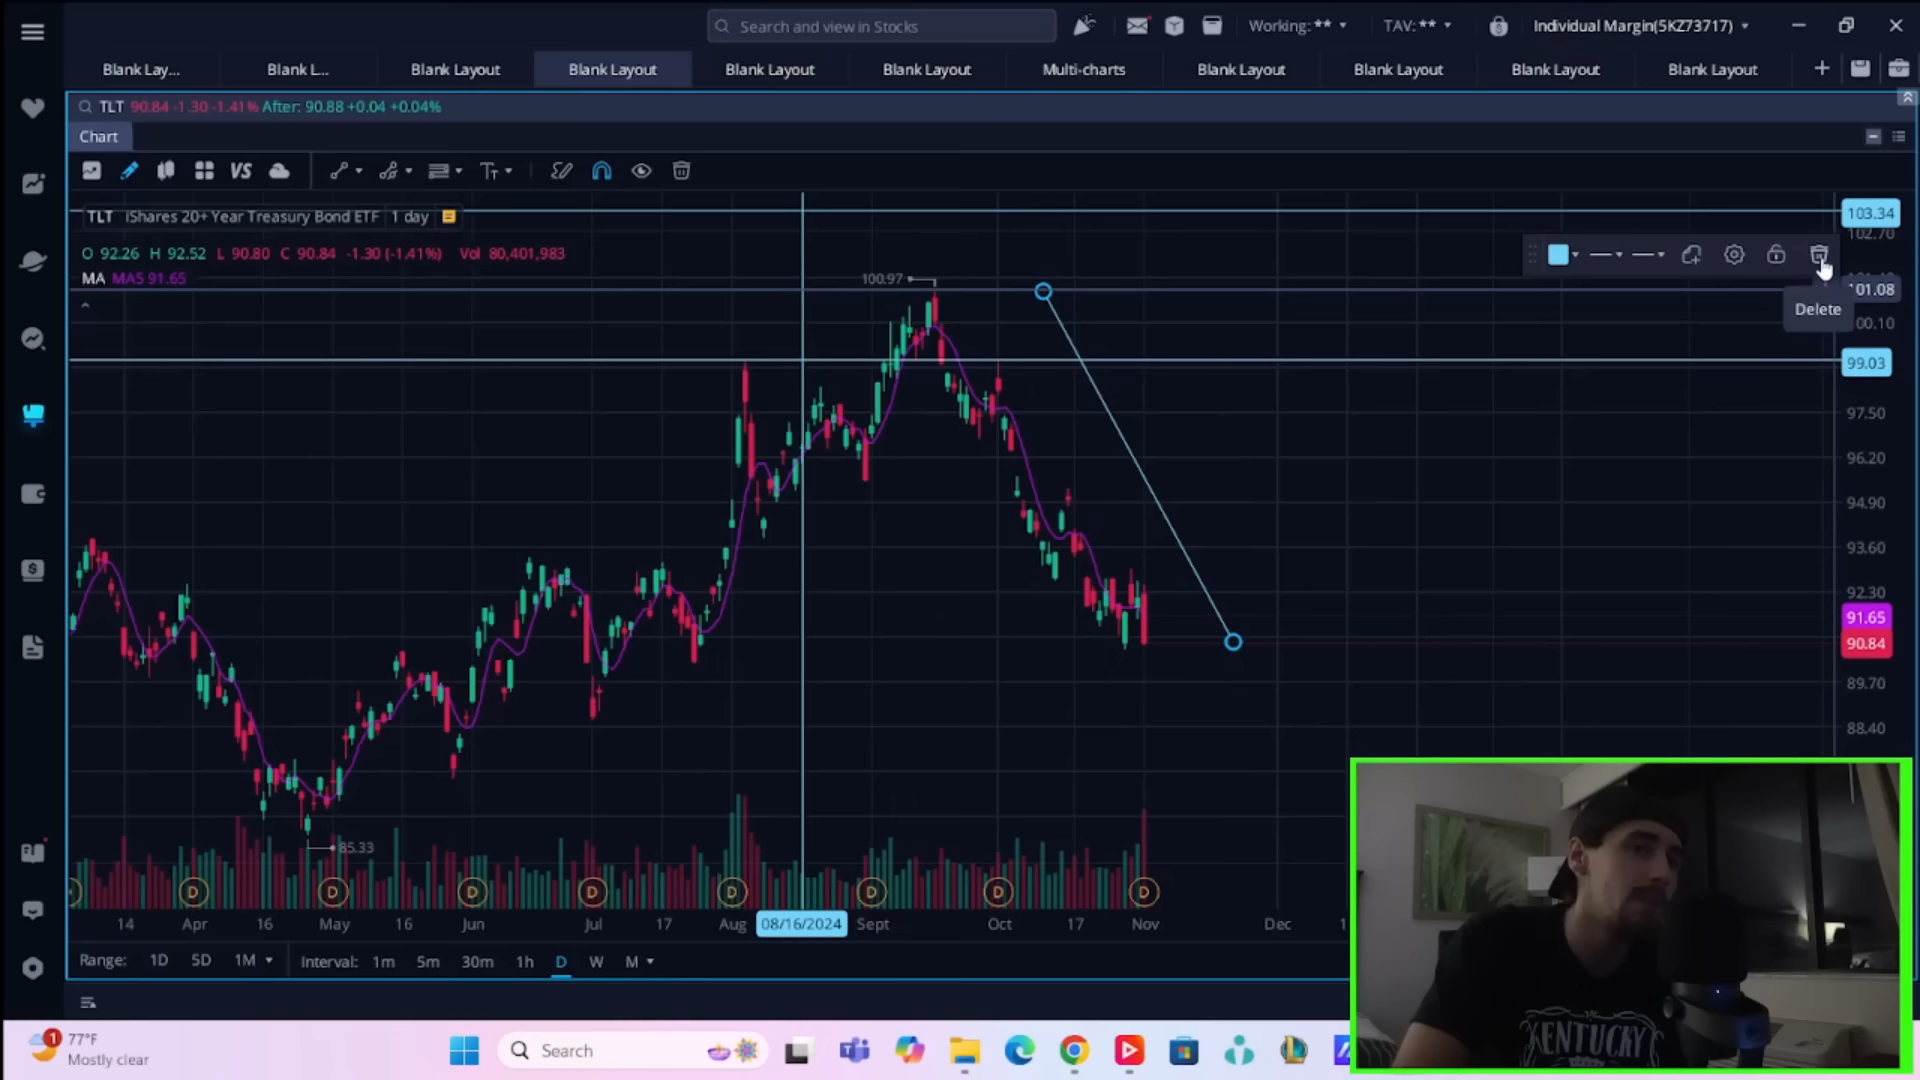 Search and view in Stocks
Working: **
TAV: **
Individual Margin(5KZ73717)
Blank Lay...
Blank L...
Blank Layout
Blank Layout
Blank Layout
Blank Layout
Multi-charts
Blank Layout
Blank Layout
Blank Layout
Blank Layout
TLT 90.84 -1.30 -1.41% After: 90.88 +0.04 +0.04%
Chart
VS
TT
TLT iShares 20+ Year Treasury Bond ETF 1 day
103.34
102.70
O 92.26 H 92.52 L 90.80 C 90.84 -1.30 (-1.41%) Vol 80,401,983
MA MA5 91.65
100.97
101.08
Delete
99.03
97.50
96.20
94.90
93.60
92.30
91.65
90.84
89.70
88.40
85.33
D
D
D
D
D
D
D
D
14
Apr
16
May
16
Jun
Jul
17
Aug
08/16/2024
Sept
Oct
17
Nov
Dec
Range: 1D 5D 1M
Interval: 1m 5m 30m 1h D W M
KENTUCKY
1
77°F
Mostly clear
Search